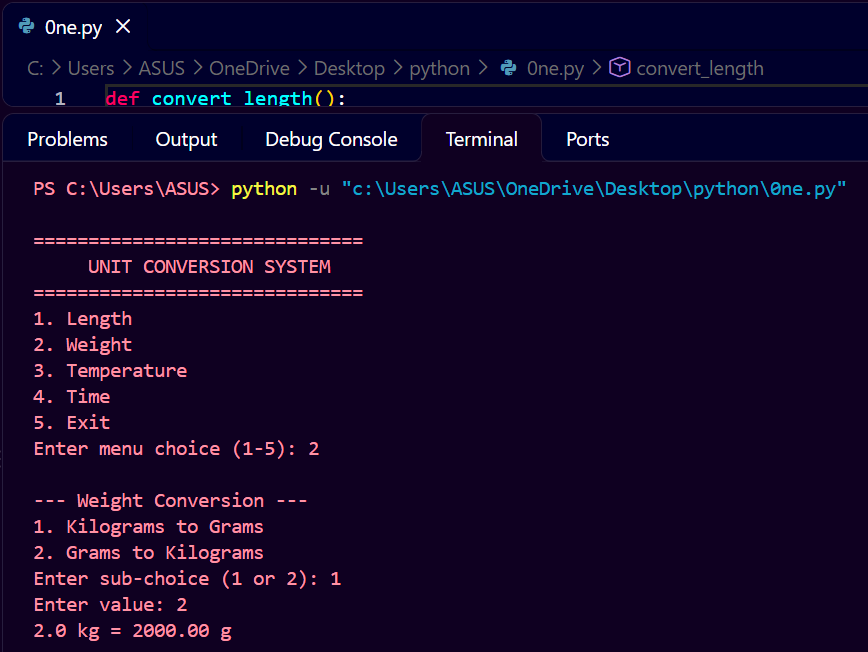 0ne.py
C: > Users > ASUS > OneDrive > Desktop > python > 0ne.py > convert_length
1 def convert_length():
Problems Output Debug Console Terminal Ports
PS C:\Users\ASUS> python -u "c:\Users\ASUS\OneDrive\Desktop\python\0ne.py"
==============================
UNIT CONVERSION SYSTEM
==============================
1. Length
2. Weight
3. Temperature
4. Time
5. Exit
Enter menu choice (1-5): 2
--- Weight Conversion ---
1. Kilograms to Grams
2. Grams to Kilograms
Enter sub-choice (1 or 2): 1
Enter value: 2
2.0 kg = 2000.00 g